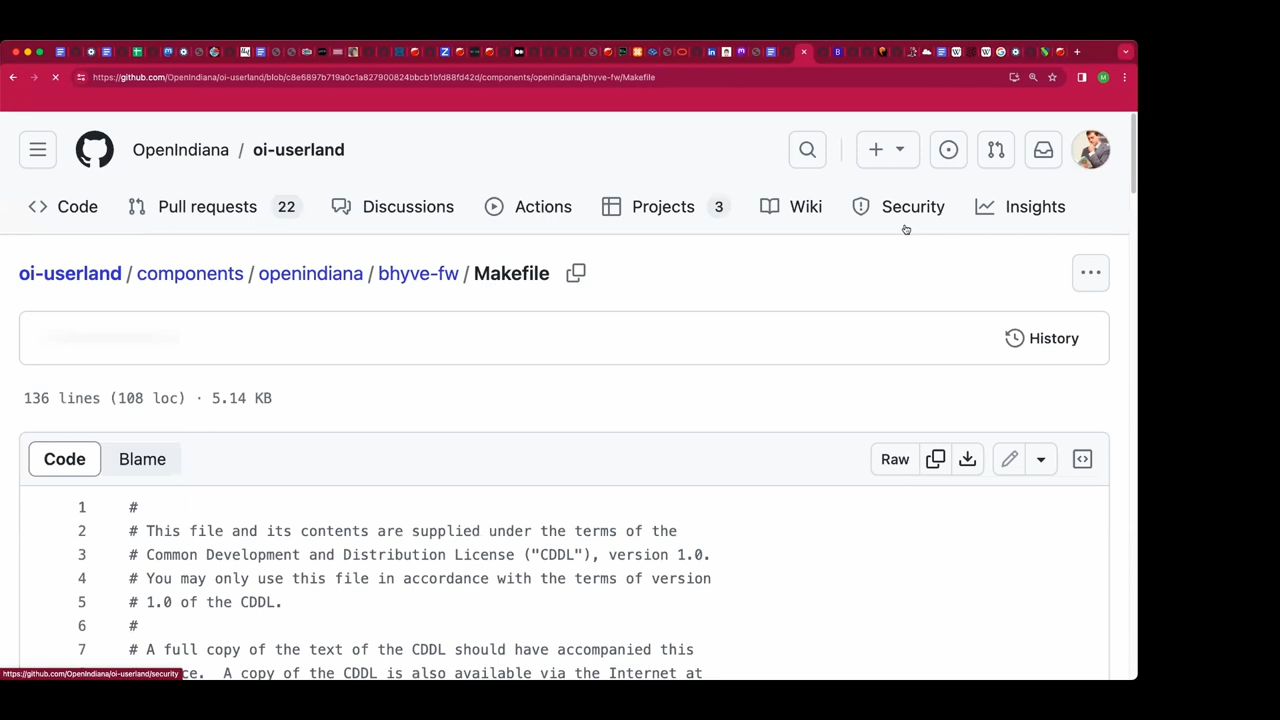 https://github.com/OpenIndiana/oi-userland/blob/c8e6897b719a0c1a827900824bbcb1bfd88fd42d/components/openindiana/bhyve-fw/Makefile
OpenIndiana / oi-userland
Code Pull requests 22 Discussions Actions Projects 3 Wiki Security Insights
oi-userland / components / openindiana / bhyve-fw / Makefile
History
136 lines (108 loc) · 5.14 KB
Code Blame Raw
1 #
2 # This file and its contents are supplied under the terms of the
3 # Common Development and Distribution License ("CDDL"), version 1.0.
4 # You may only use this file in accordance with the terms of version
5 # 1.0 of the CDDL.
6 #
7 # A full copy of the text of the CDDL should have accompanied this
ce. A copy of the CDDL is also available via the Internet at
https://github.com/OpenIndiana/oi-userland/security